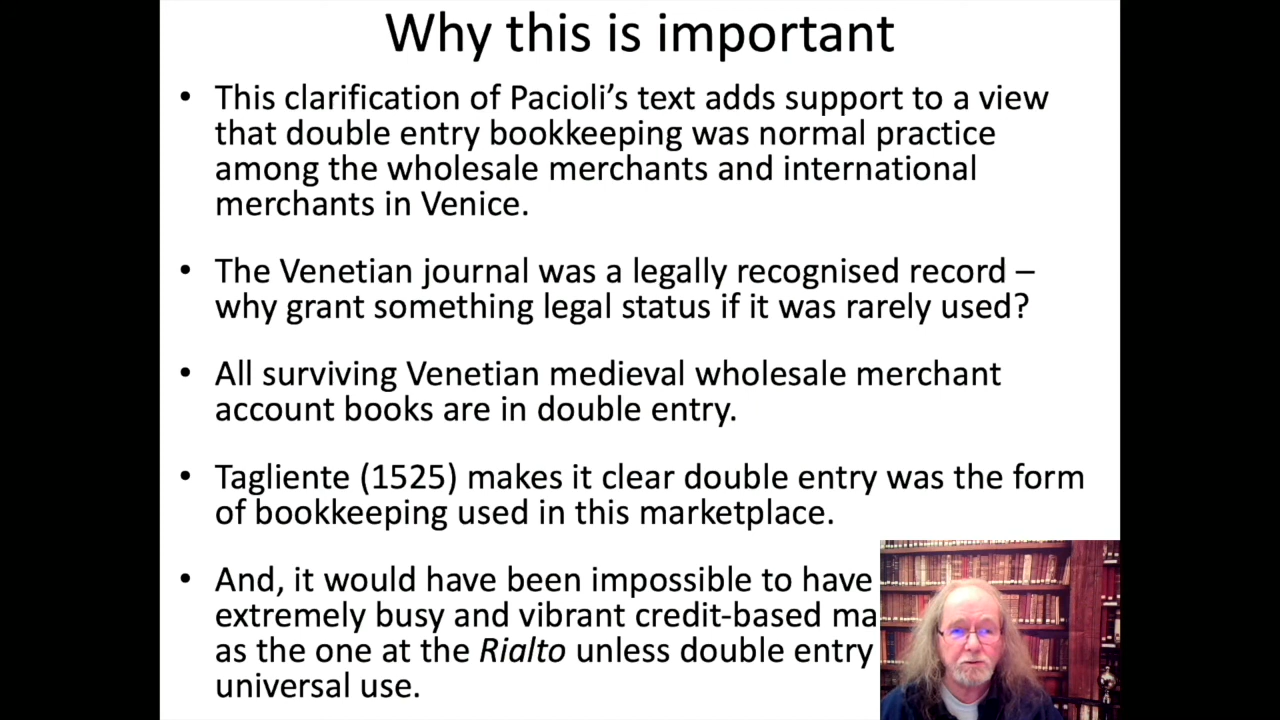 Why this is important
• This clarification of Pacioli's text adds support to a view
that double entry bookkeeping was normal practice
among the wholesale merchants and international
merchants in Venice.
• The Venetian journal was a legally recognised record –
why grant something legal status if it was rarely used?
• All surviving Venetian medieval wholesale merchant
account books are in double entry.
• Tagliente (1525) makes it clear double entry was the form
of bookkeeping used in this marketplace.
• And, it would have been impossible to have
extremely busy and vibrant credit-based ma
as the one at the Rialto unless double entry
universal use.